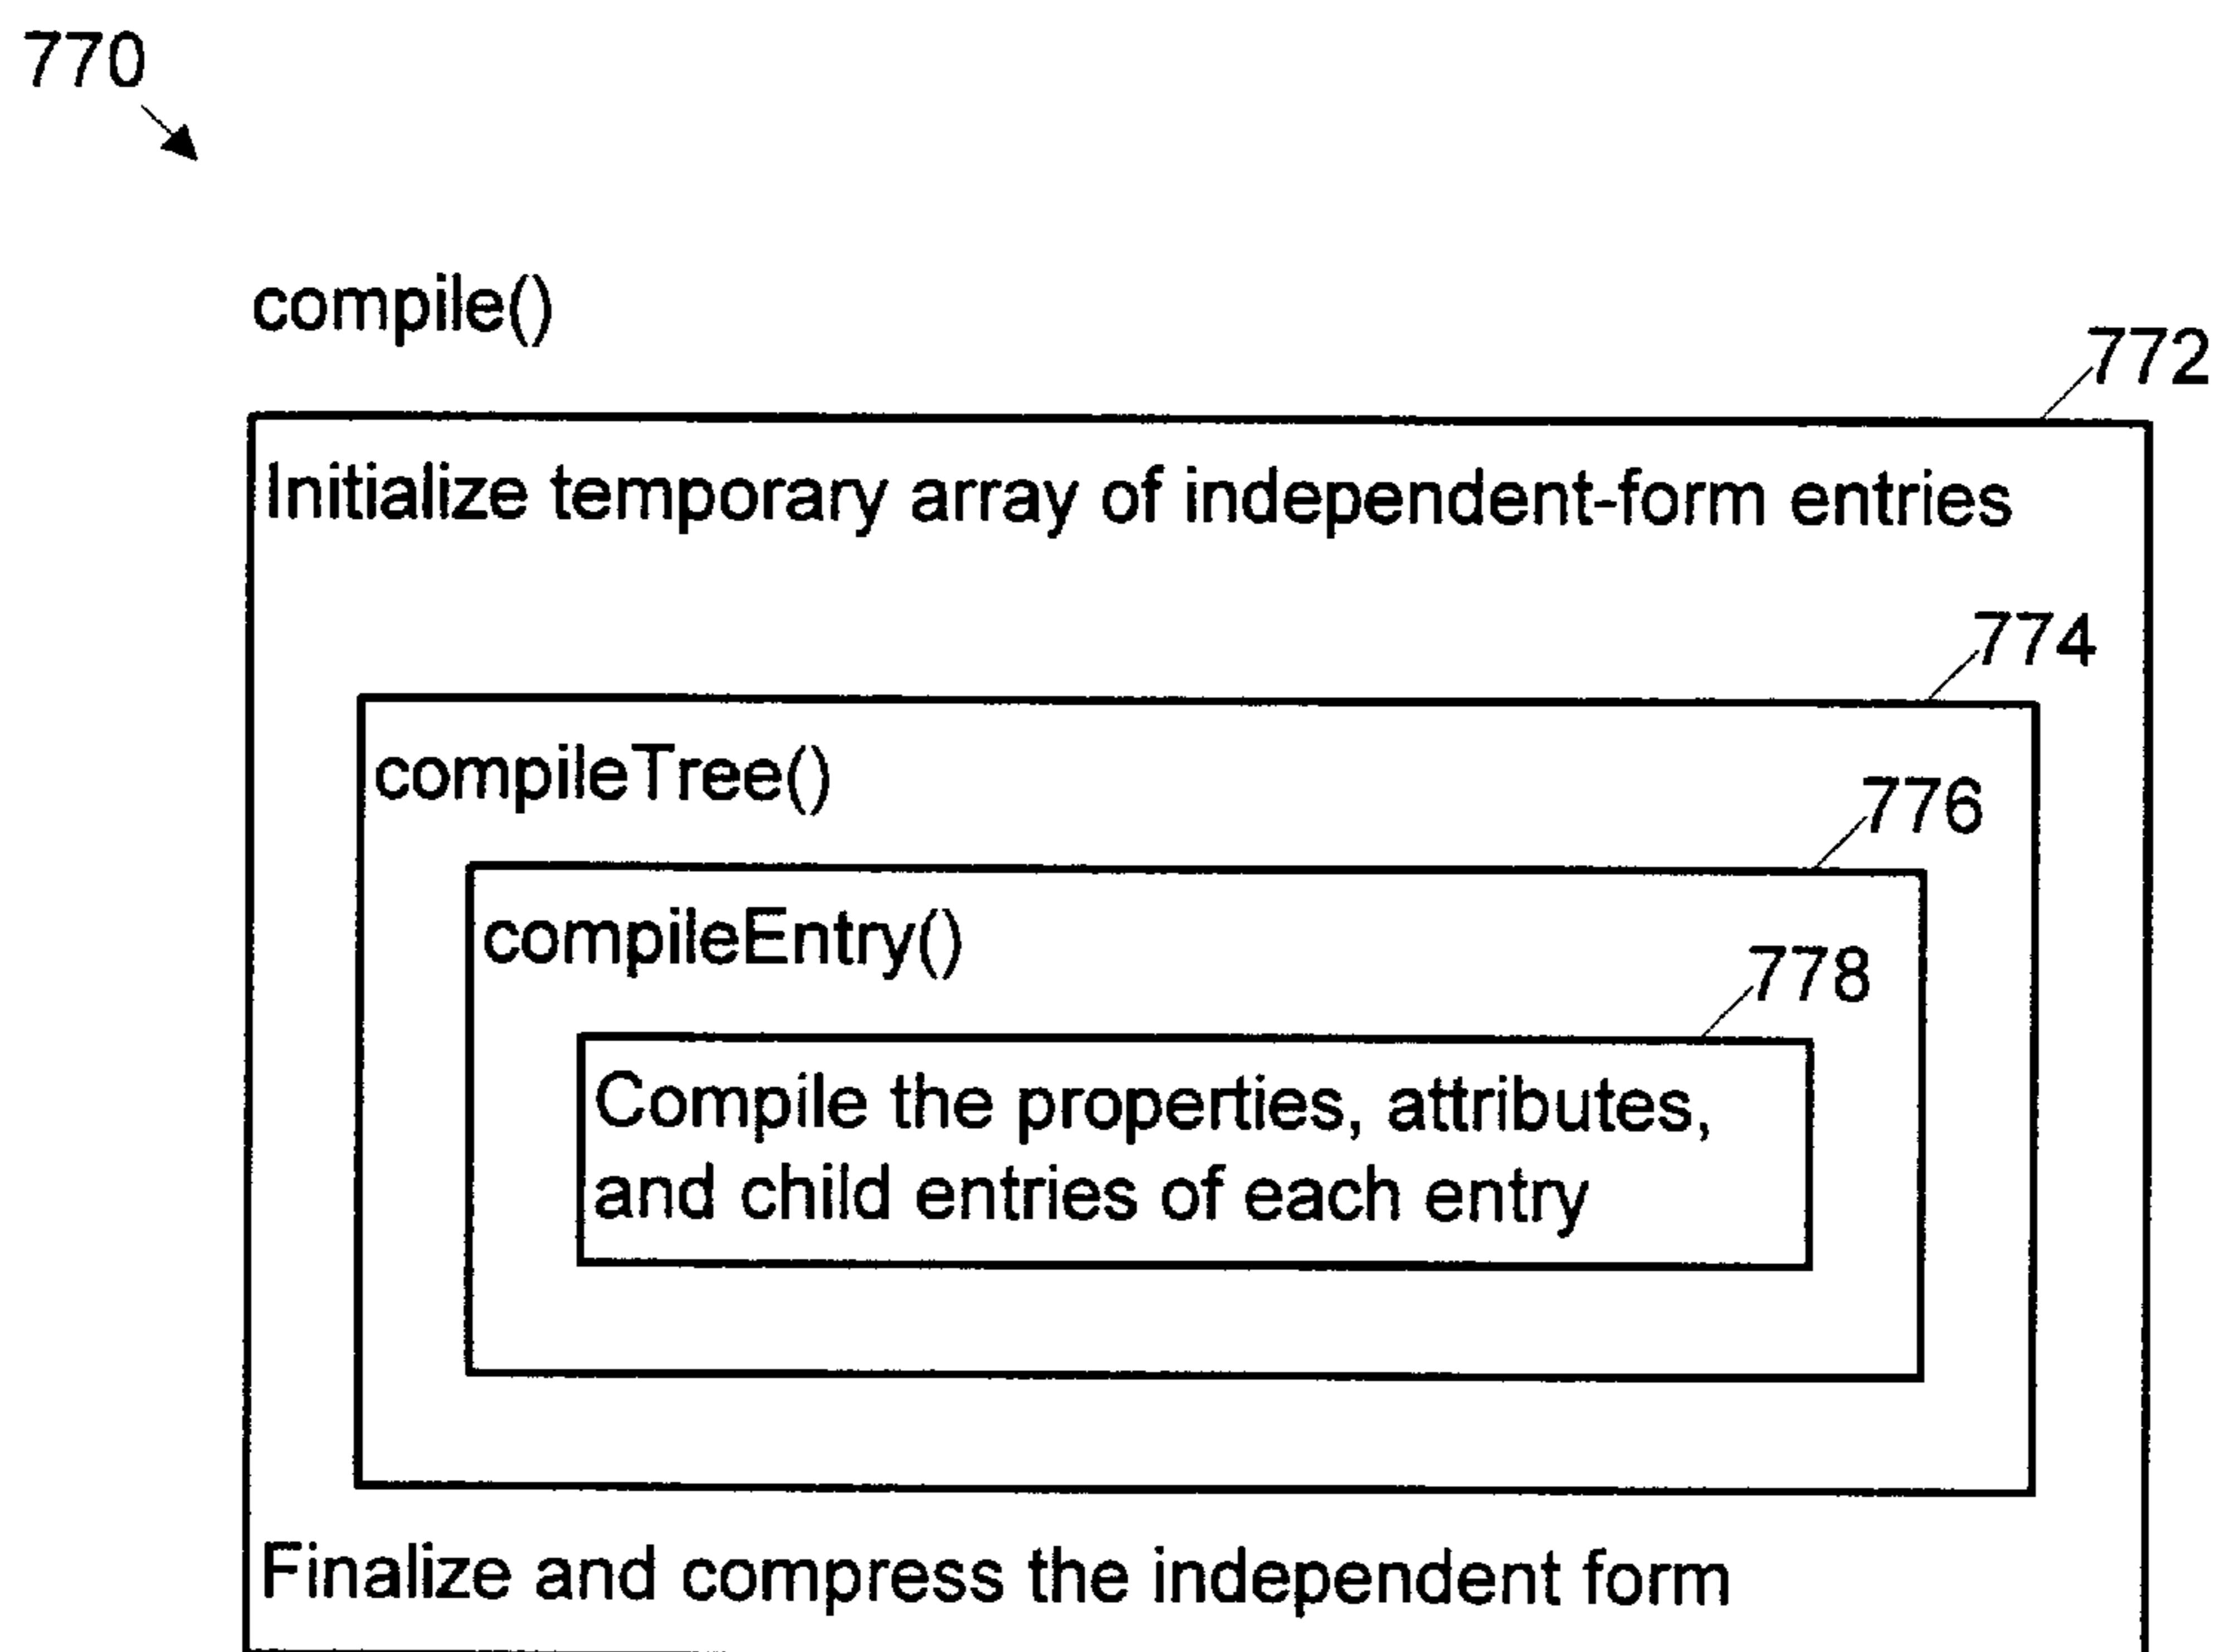 770
compile()
772
Initialize temporary array of independent-form entries
774
compileTree()
776
compileEntry()
778
Compile the properties, attributes,
and child entries of each entry
Finalize and compress the independent form